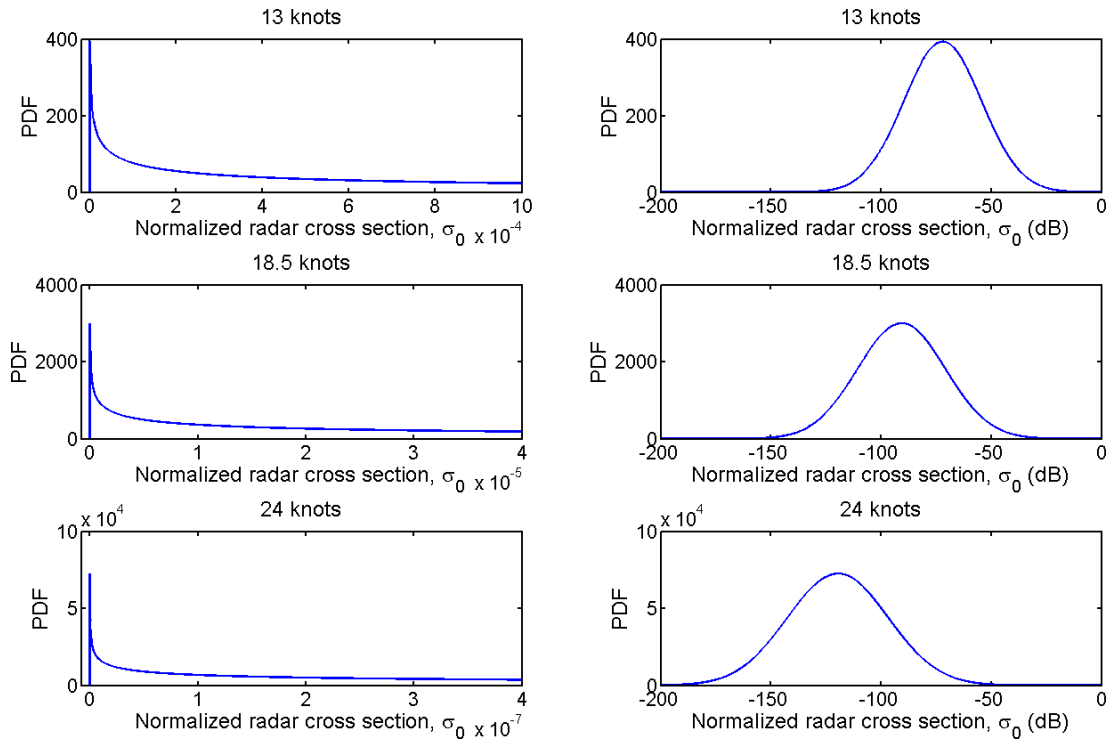 13 knots
400
200
0
PDF
0 2 4 6 8 10
Normalized radar cross section, σ0 x 10-4
13 knots
400
200
0
PDF
-200 -150 -100 -50 0
Normalized radar cross section, σ0 (dB)
18.5 knots
4000
2000
0
PDF
0 1 2 3 4
Normalized radar cross section, σ0 x 10-5
18.5 knots
4000
2000
0
PDF
-200 -150 -100 -50 0
Normalized radar cross section, σ0 (dB)
24 knots
x 10^4
10
5
0
PDF
0 1 2 3 4
Normalized radar cross section, σ0 x 10-7
24 knots
x 10^4
10
5
0
PDF
-200 -150 -100 -50 0
Normalized radar cross section, σ0 (dB)